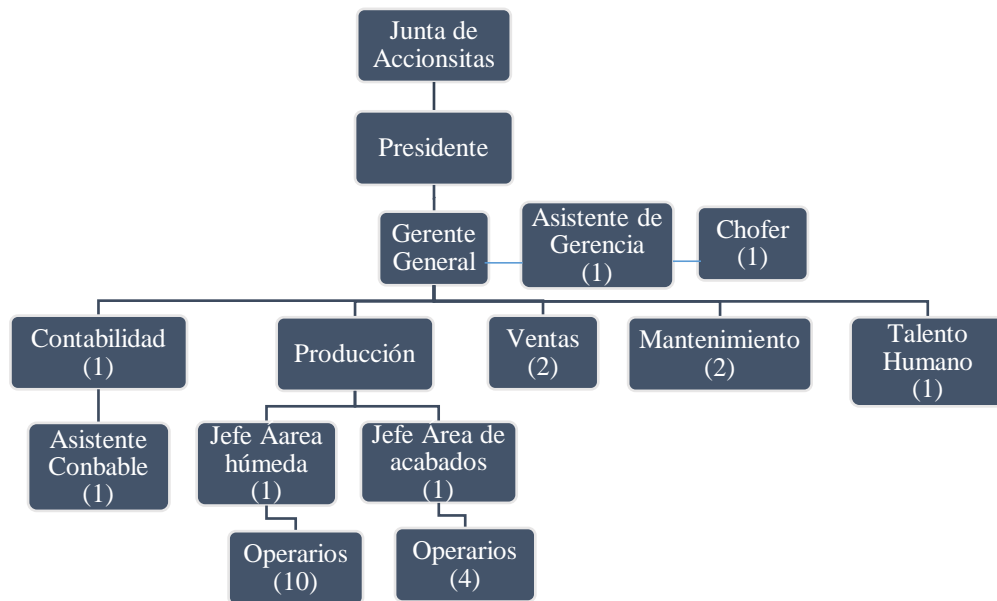 Junta de
Accionsitas
Presidente
Gerente
General
Asistente de
Gerencia
(1)
Chofer
(1)
Contabilidad
(1)
Producción
Ventas
(2)
Mantenimiento
(2)
Talento
Humano
(1)
Asistente
Conbable
(1)
Jefe Áarea
húmeda
(1)
Jefe Área de
acabados
(1)
Operarios
(10)
Operarios
(4)